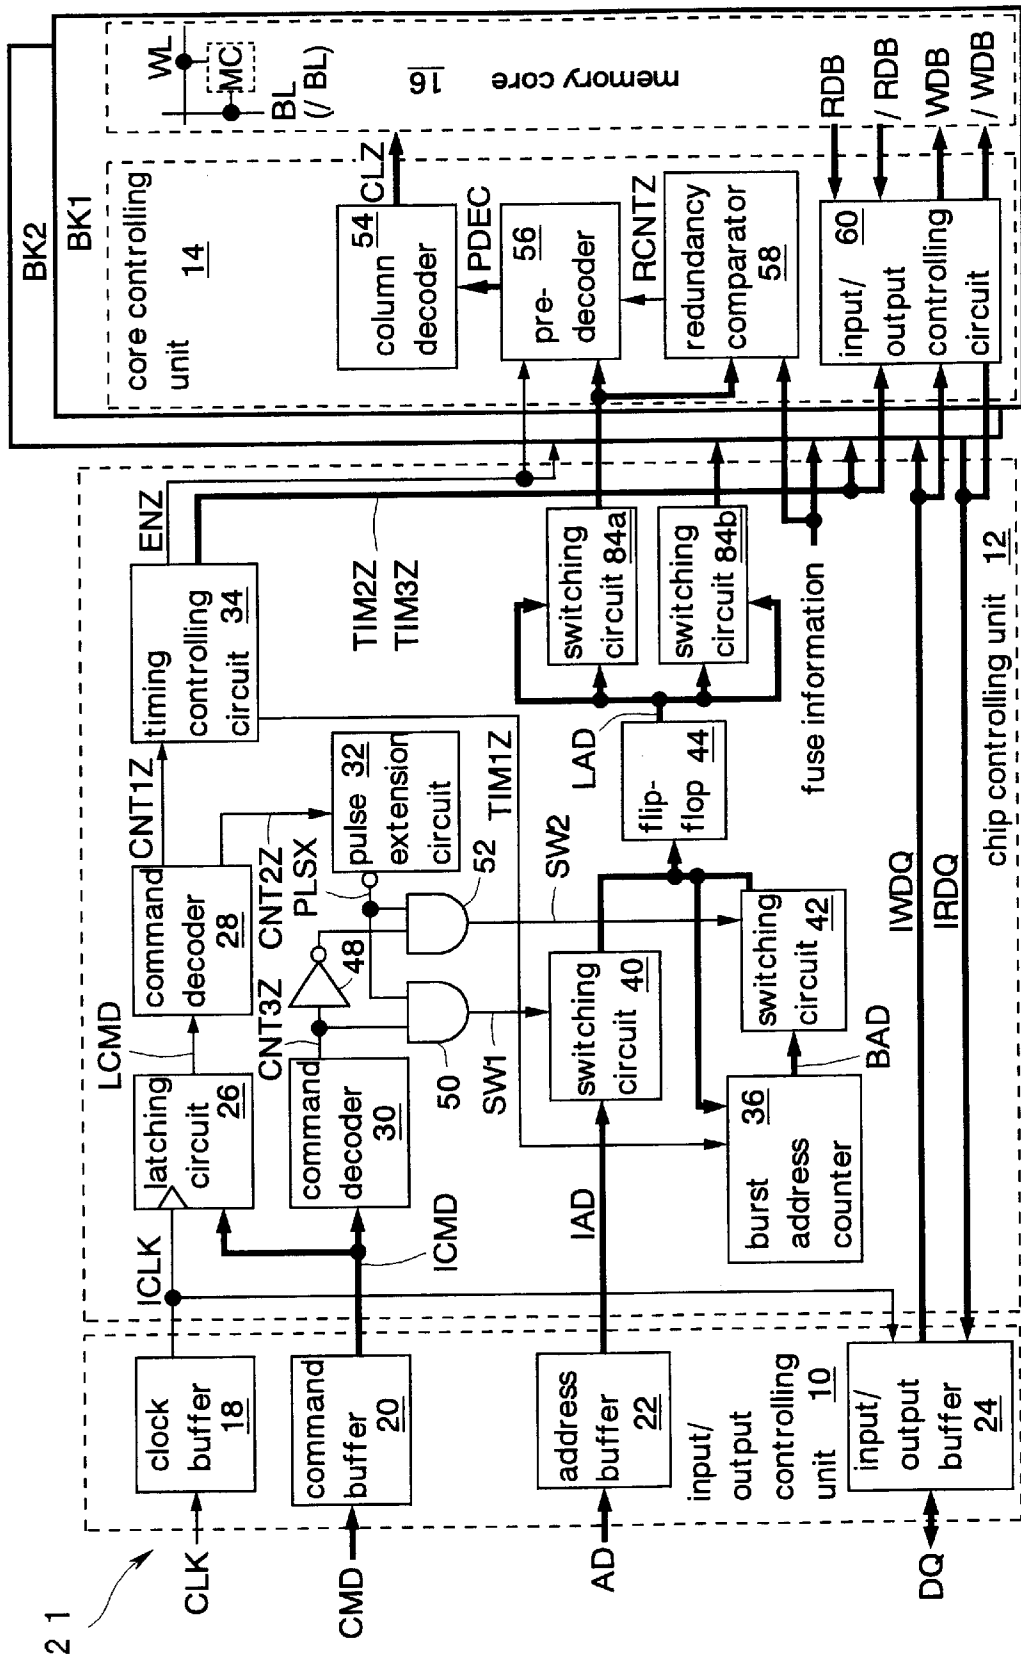 2 1
CLK
CMD
AD
DQ
clock
buffer
18
command
buffer
20
address
buffer
22
input/
output
controlling
unit
10
input/
output
buffer
24
ICLK
ICMD
IAD
latching
circuit
26
LCMD
command
decoder
28
command
decoder
30
CNT1Z
CNT2Z
CNT3Z
48
50
52
PLSX
pulse 32
extension
circuit
SW1
SW2
TIM1Z
timing
controlling
circuit 34
ENZ
TIM2Z
TIM3Z
switching
circuit 40
switching
circuit 42
BAD
36
burst
address
counter
flip-
flop 44
LAD
switching
circuit 84a
switching
circuit 84b
fuse information
IWDQ
IRDQ
chip controlling unit 12
BK2
BK1
core controlling
unit 14
54
column
decoder
CLZ
PDEC
56
pre-
decoder
RCNTZ
redundancy
comparator
58
input/ 60
output
controlling
circuit
WL
MC
BL
(/ BL)
16
memory core
RDB
/ RDB
WDB
/ WDB